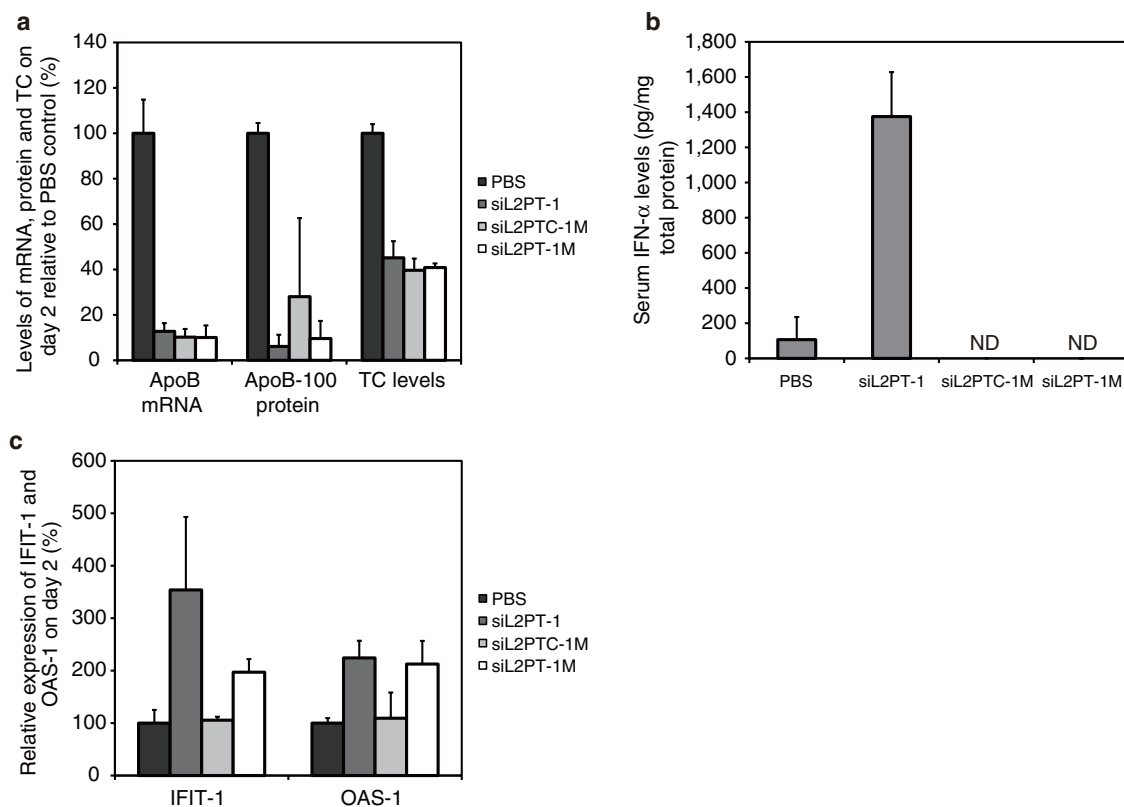 a
Levels of mRNA, protein and TC on
day 2 relative to PBS control (%)
140
120
100
80
60
40
20
0
ApoB
mRNA
ApoB-100
protein
TC levels
PBS
siL2PT-1
siL2PTC-1M
siL2PT-1M
b
Serum IFN-α levels (pg/mg
total protein)
1,800
1,600
1,400
1,200
1,000
800
600
400
200
0
ND
ND
PBS
siL2PT-1
siL2PTC-1M
siL2PT-1M
c
Relative expression of IFIT-1 and
OAS-1 on day 2 (%)
600
500
400
300
200
100
0
IFIT-1
OAS-1
PBS
siL2PT-1
siL2PTC-1M
siL2PT-1M